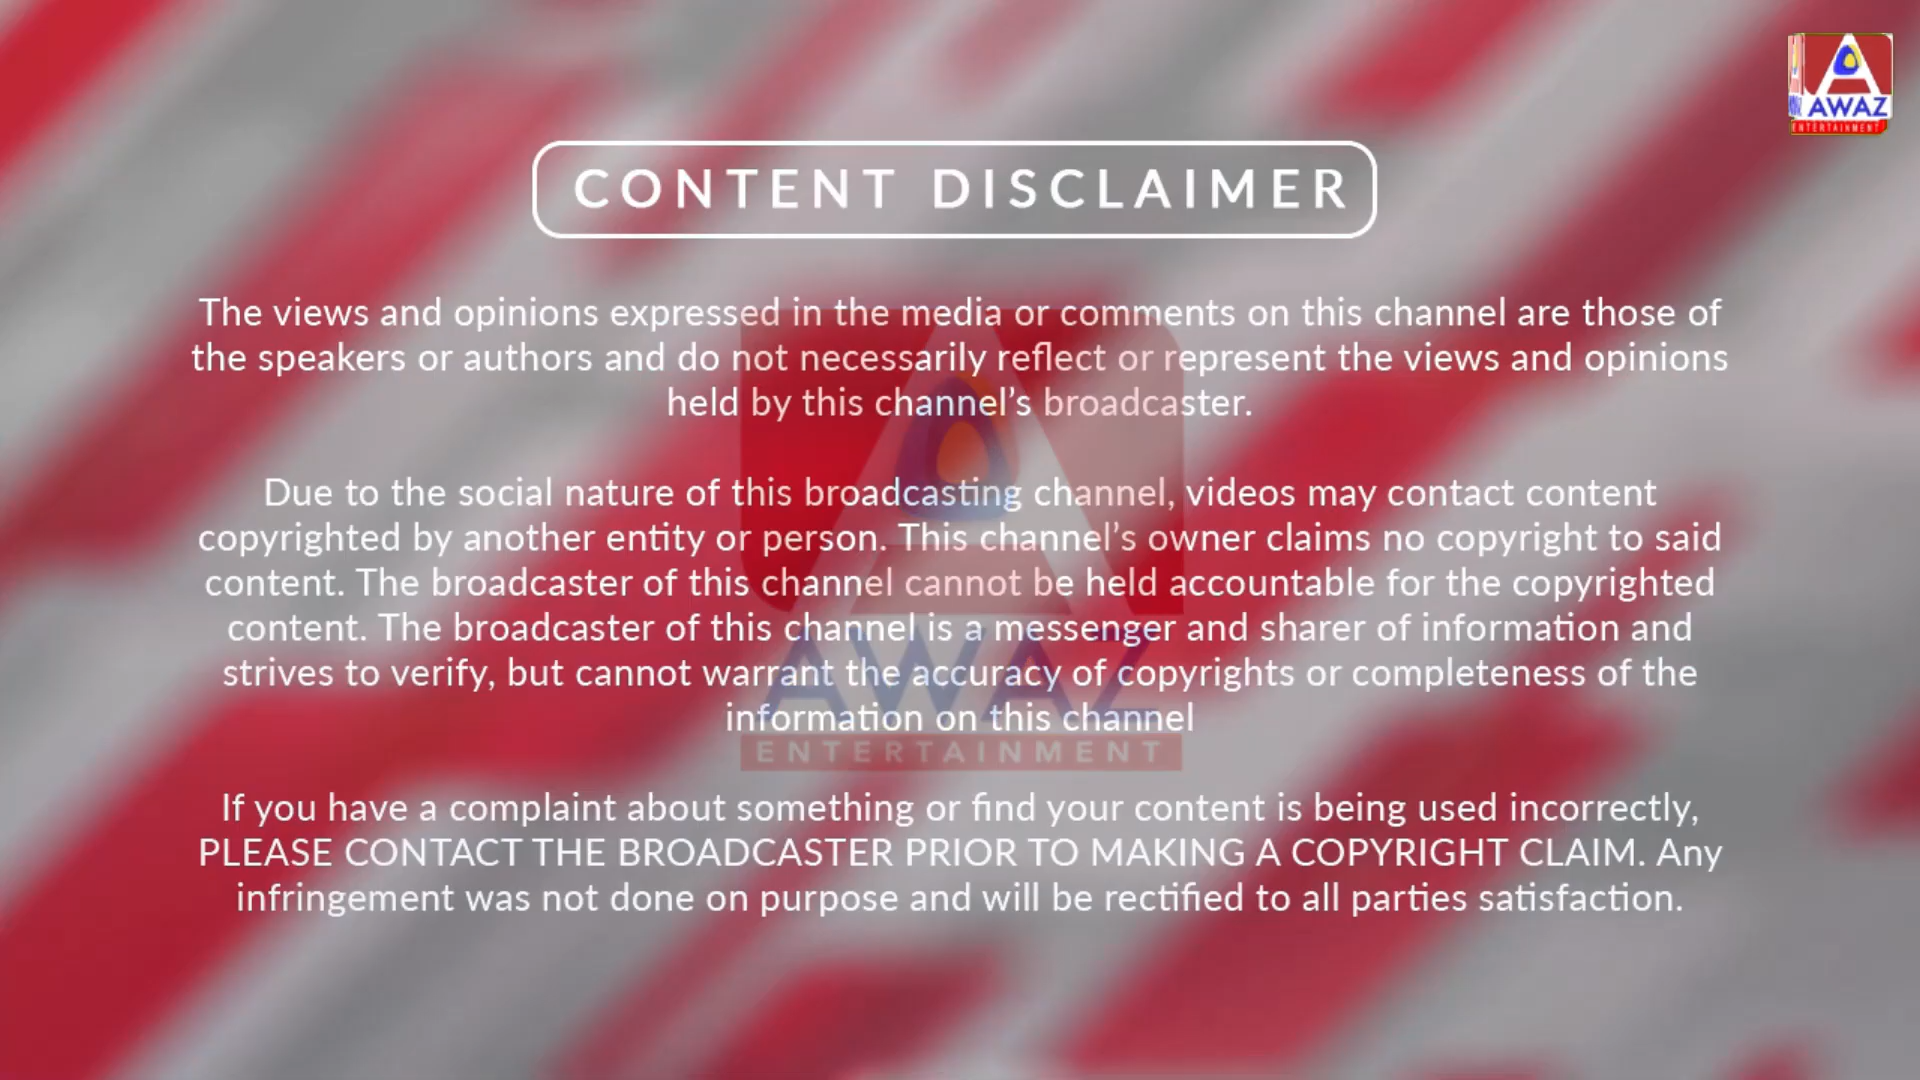 AWAZ
ENTERTAINMENT
CONTENT DISCLAIMER
The views and opinions expressed in the media or comments on this channel are those of
the speakers or authors and do not necessarily reflect or represent the views and opinions
held by this channel's broadcaster.
Due to the social nature of this broadcasting channel, videos may contact content
copyrighted by another entity or person. This channel's owner claims no copyright to said
content. The broadcaster of this channel cannot be held accountable for the copyrighted
content. The broadcaster of this channel is a messenger and sharer of information and
strives to verify, but cannot warrant the accuracy of copyrights or completeness of the
information on this channel
AWAZ
ENTERTAINMENT
If you have a complaint about something or find your content is being used incorrectly,
PLEASE CONTACT THE BROADCASTER PRIOR TO MAKING A COPYRIGHT CLAIM. Any
infringement was not done on purpose and will be rectified to all parties satisfaction.